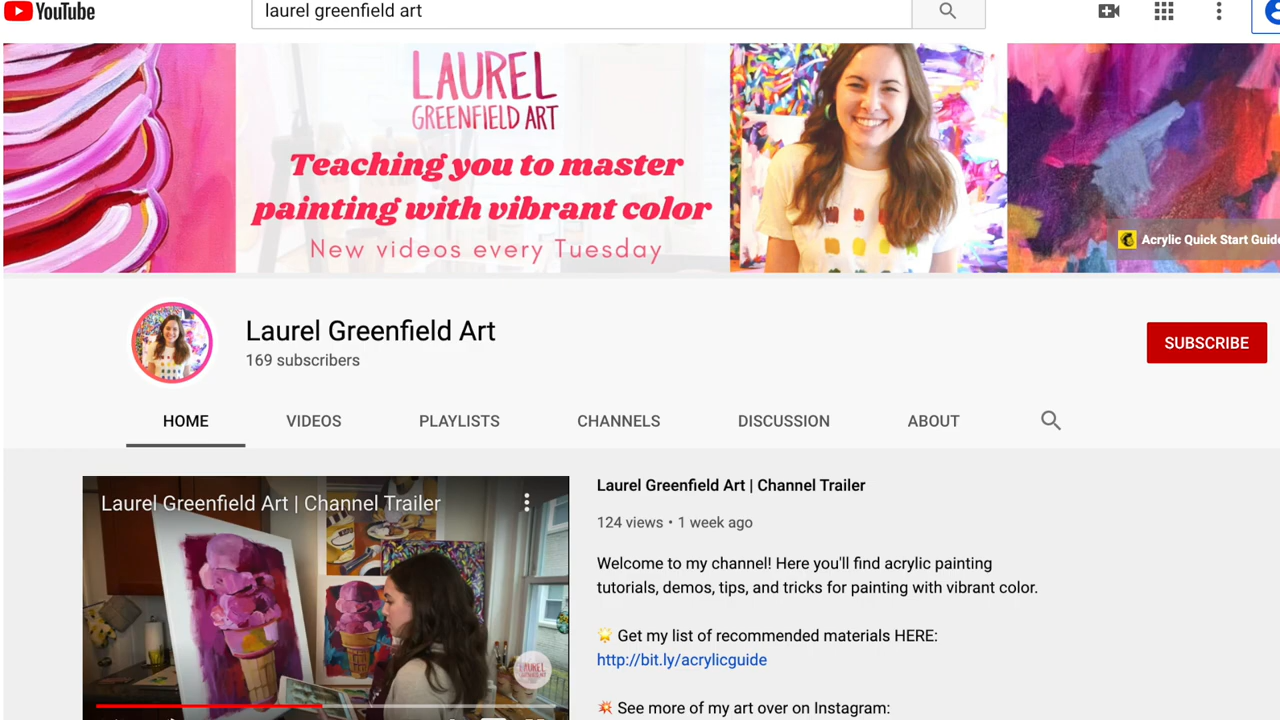 YouTube
laurel greenfield art
LAUREL
GREENFIELD ART
Teaching you to master
painting with vibrant color
New videos every Tuesday
Acrylic Quick Start Guide
Laurel Greenfield Art
169 subscribers
SUBSCRIBE
HOME VIDEOS PLAYLISTS CHANNELS DISCUSSION ABOUT
Laurel Greenfield Art | Channel Trailer
LAUREL
Laurel Greenfield Art | Channel Trailer
124 views • 1 week ago
Welcome to my channel! Here you'll find acrylic painting
tutorials, demos, tips, and tricks for painting with vibrant color.
🌟 Get my list of recommended materials HERE:
http://bit.ly/acrylicguide
💥 See more of my art over on Instagram: